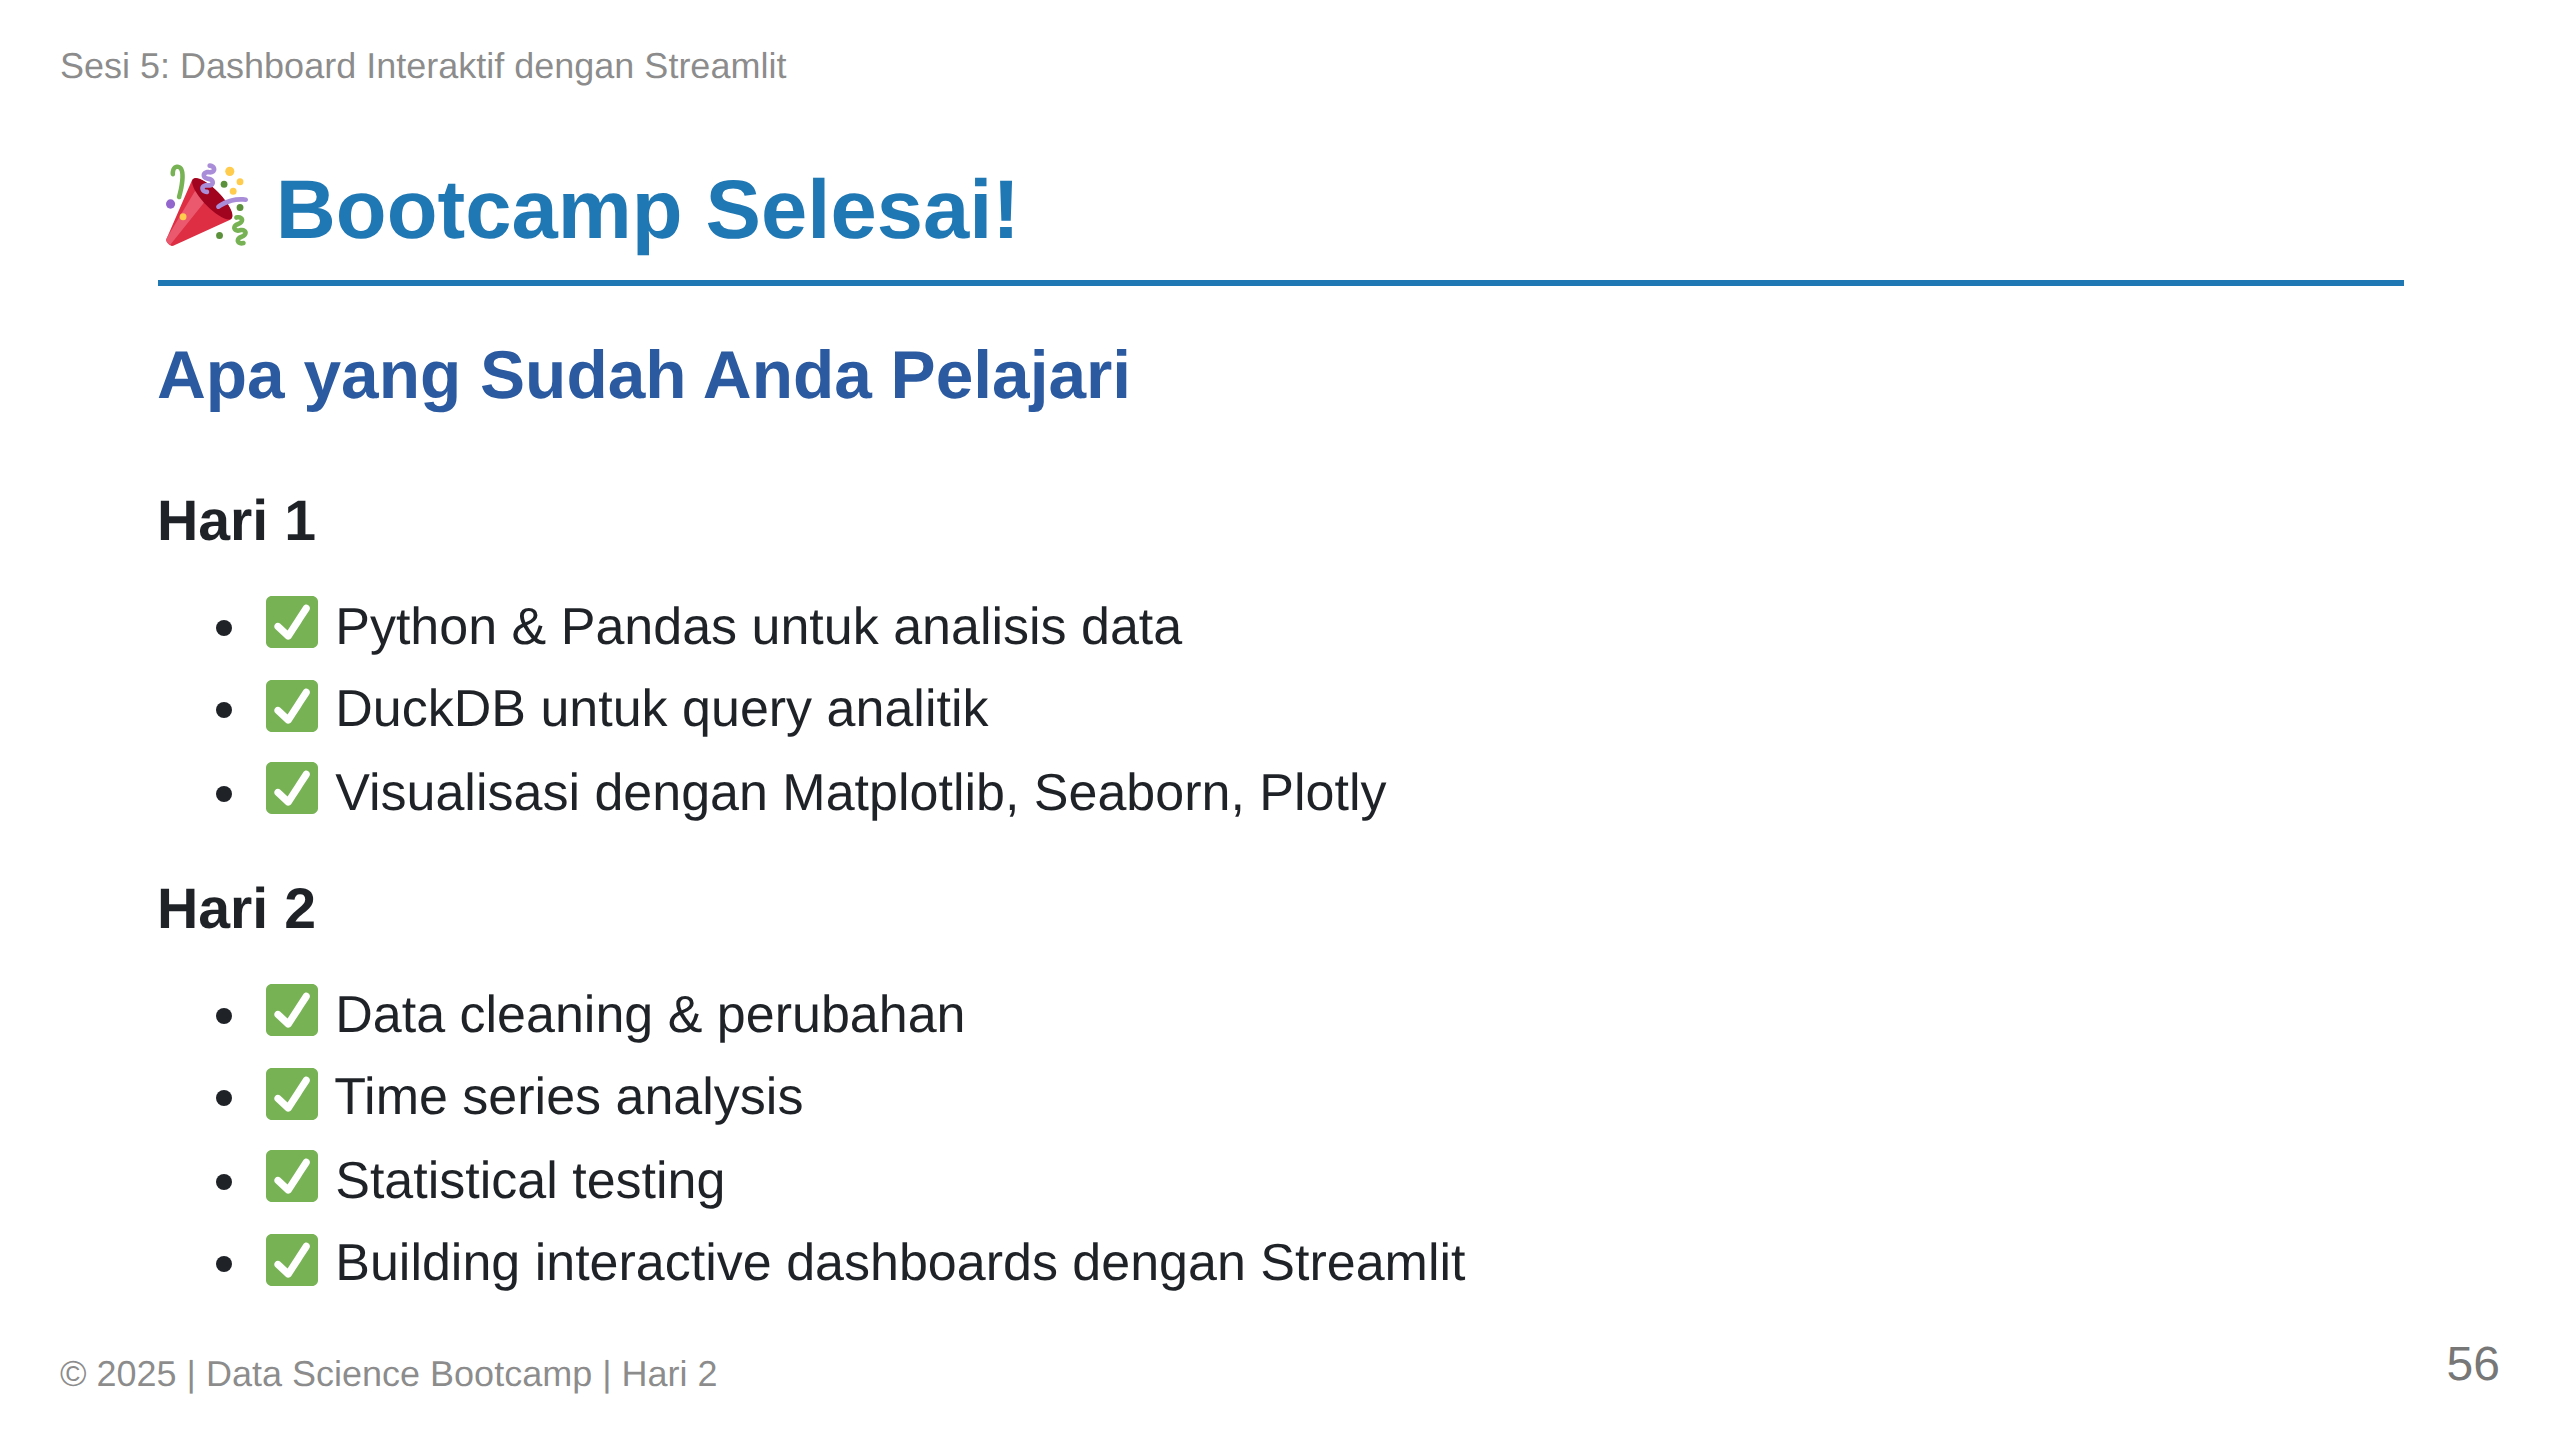 Sesi 5: Dashboard Interaktif dengan Streamlit
🎉 Bootcamp Selesai!
Apa yang Sudah Anda Pelajari
Hari 1
• ✅ Python & Pandas untuk analisis data
• ✅ DuckDB untuk query analitik
• ✅ Visualisasi dengan Matplotlib, Seaborn, Plotly
Hari 2
• ✅ Data cleaning & perubahan
• ✅ Time series analysis
• ✅ Statistical testing
• ✅ Building interactive dashboards dengan Streamlit
© 2025 | Data Science Bootcamp | Hari 2
56